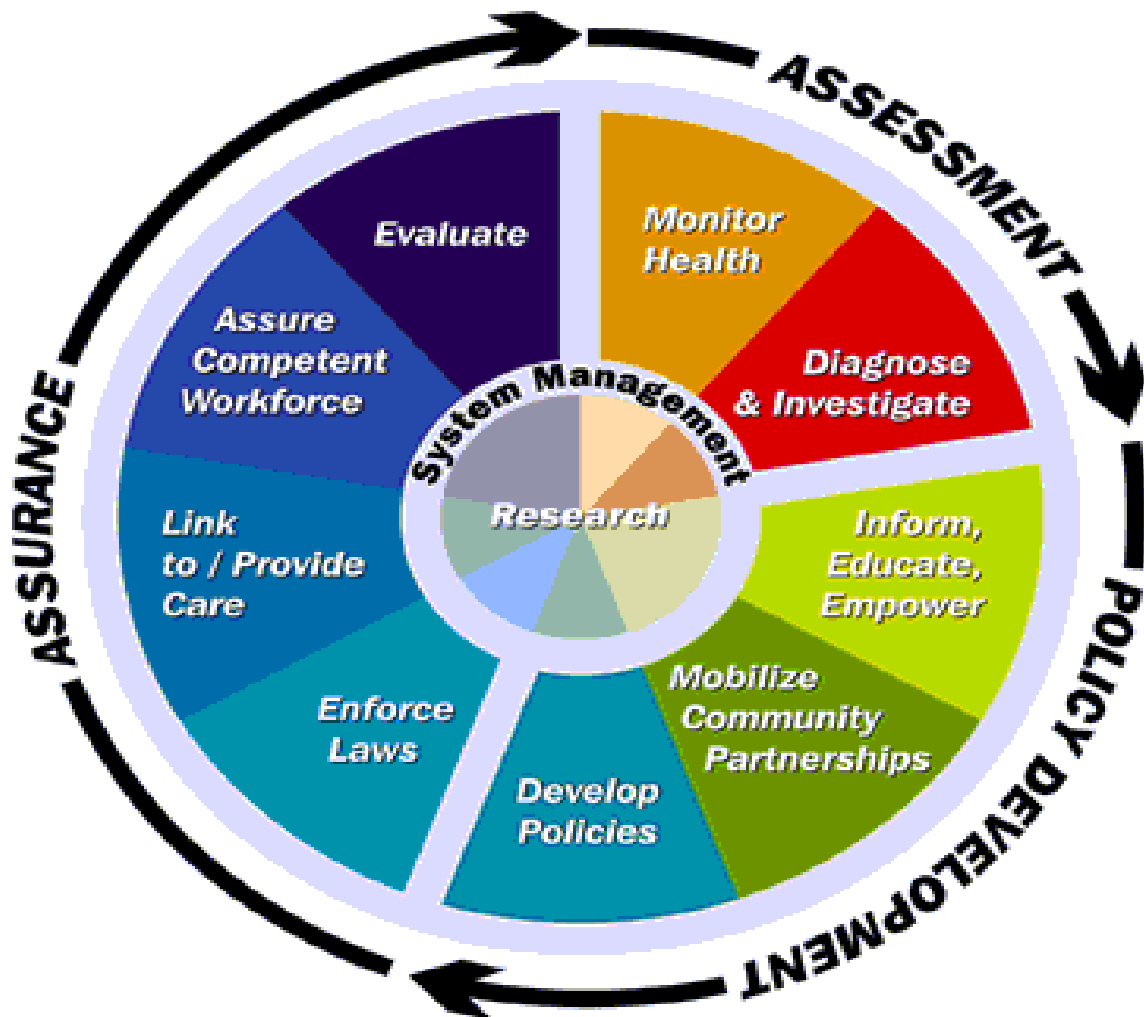 ASSESSMENT
Monitor
Health
Diagnose
& Investigate
POLICY DEVELOPMENT
Inform,
Educate,
Empower
Mobilize
Community
Partnerships
Develop
Policies
ASSURANCE
Enforce
Laws
Link
to / Provide
Care
Assure
Competent
Workforce
Evaluate
System Management
Research